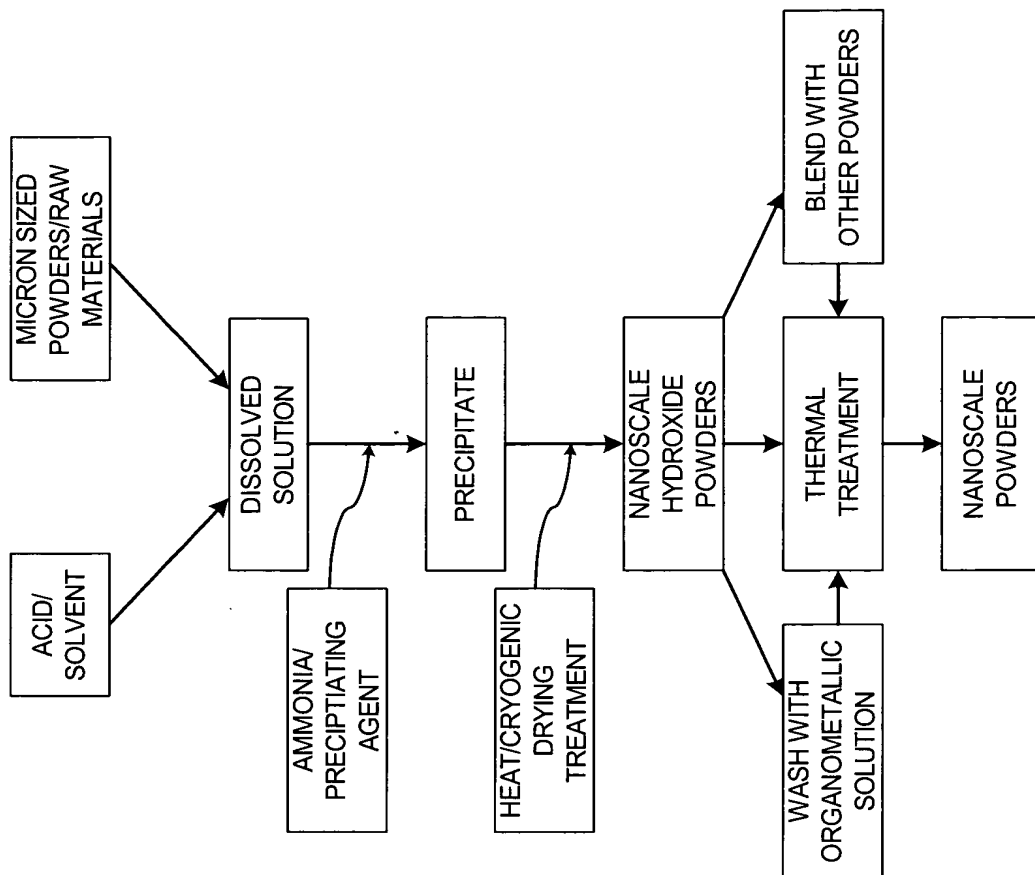 ACID/
SOLVENT
MICRON SIZED
POWDERS/RAW
MATERIALS
DISSOLVED
SOLUTION
AMMONIA/
PRECIPTIATING
AGENT
PRECIPITATE
HEAT/CRYOGENIC
DRYING
TREATMENT
NANOSCALE
HYDROXIDE
POWDERS
WASH WITH
ORGANOMETALLIC
SOLUTION
THERMAL
TREATMENT
BLEND WITH
OTHER POWDERS
NANOSCALE
POWDERS